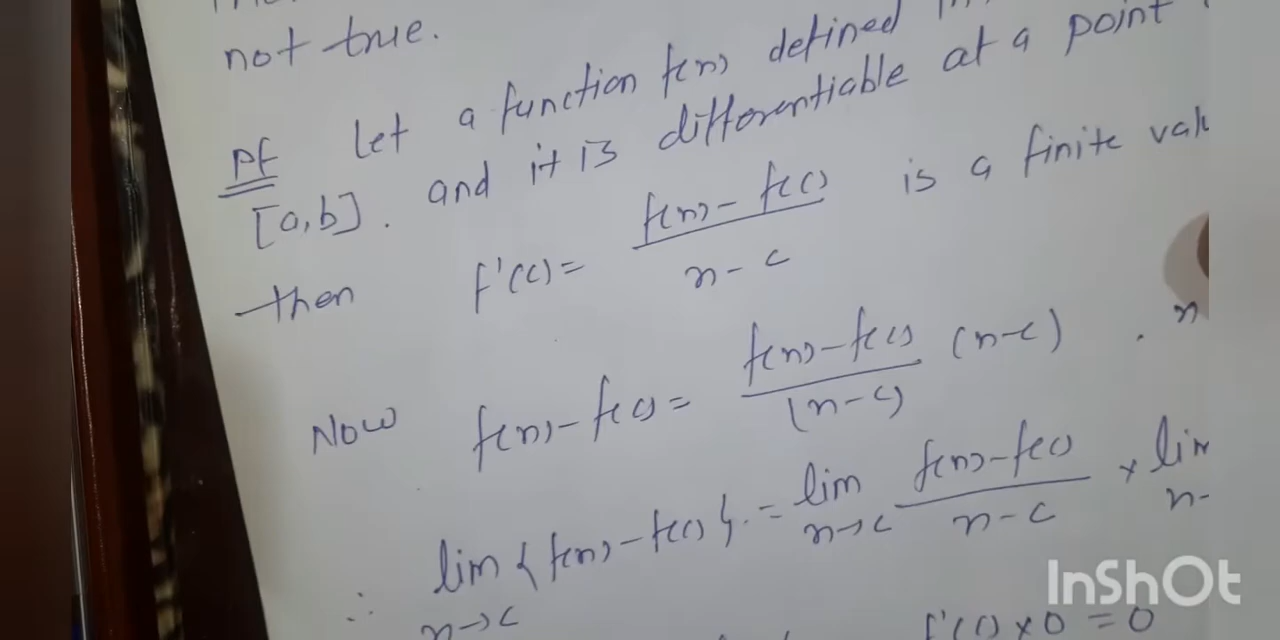 not true.
Pf Let a function f(x) defined
[a,b]. and it is differentiable at a point
then f'(c) = f(x) - f(c) / x - c is a finite
Now f(x) - f(c) = f(x) - f(c) / (x-c) (x-c) . x
∴ lim x→c {f(x) - f(c)}. = lim x→c f(x) - f(c) / x - c × lim x-
f'(c) × 0 = 0
InShOt